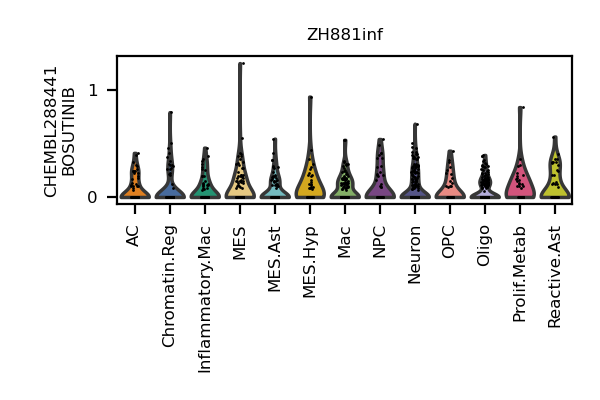 ZH881inf
CHEMBL288441
BOSUTINIB
1
0
AC
Chromatin.Reg
Inflammatory.Mac
MES
MES.Ast
MES.Hyp
Mac
NPC
Neuron
OPC
Oligo
Prolif.Metab
Reactive.Ast